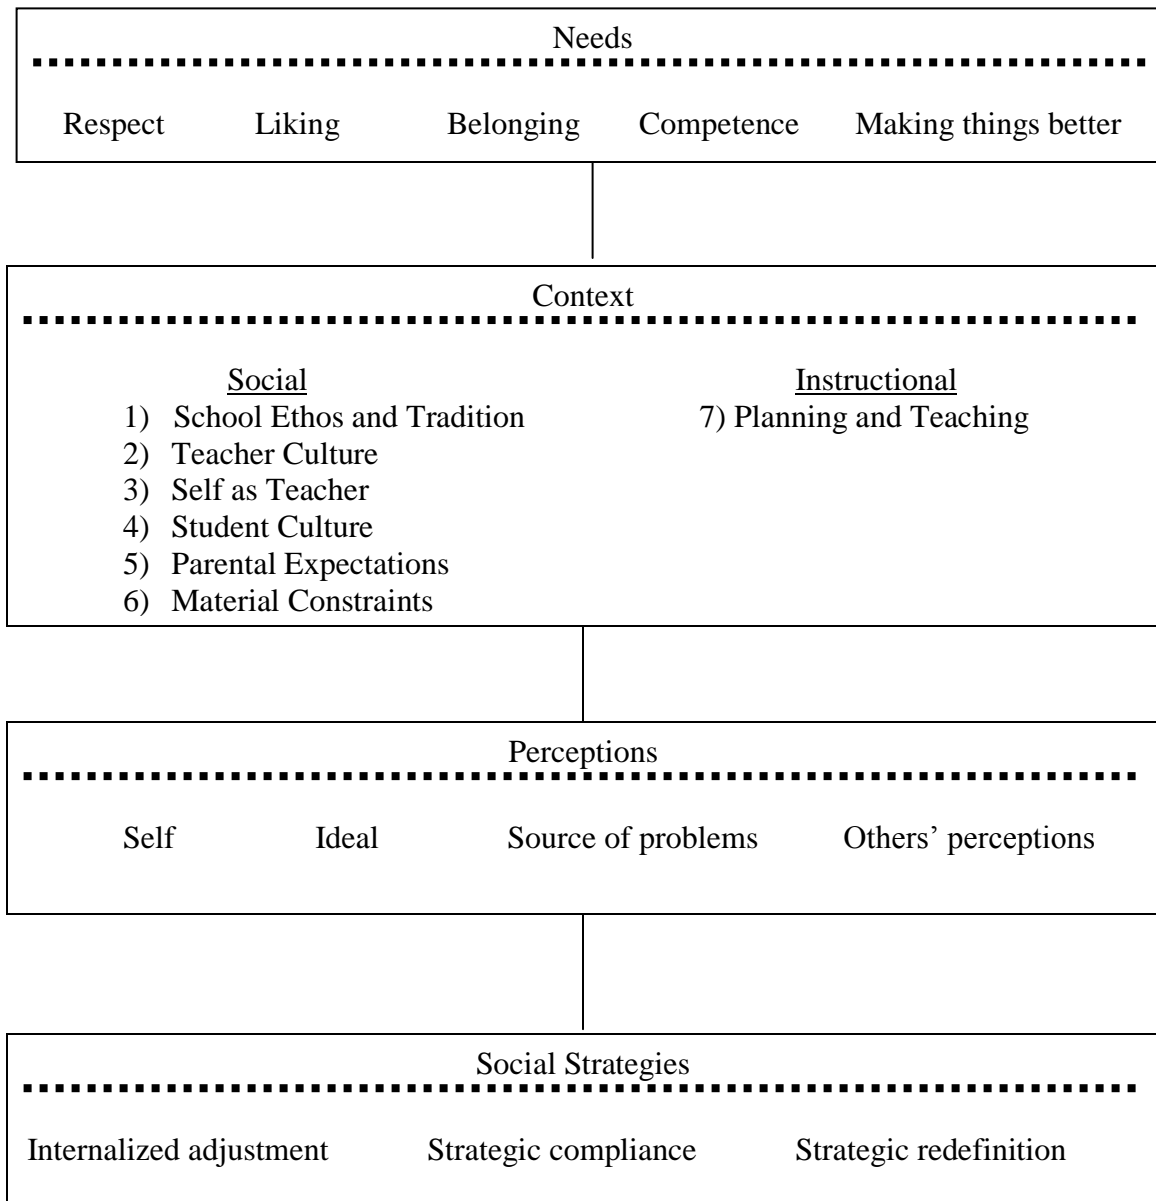 Needs
Respect Liking Belonging Competence Making things better
Context
Social Instructional
1) School Ethos and Tradition 7) Planning and Teaching
2) Teacher Culture
3) Self as Teacher
4) Student Culture
5) Parental Expectations
6) Material Constraints
Perceptions
Self Ideal Source of problems Others’ perceptions
Social Strategies
Internalized adjustment Strategic compliance Strategic redefinition